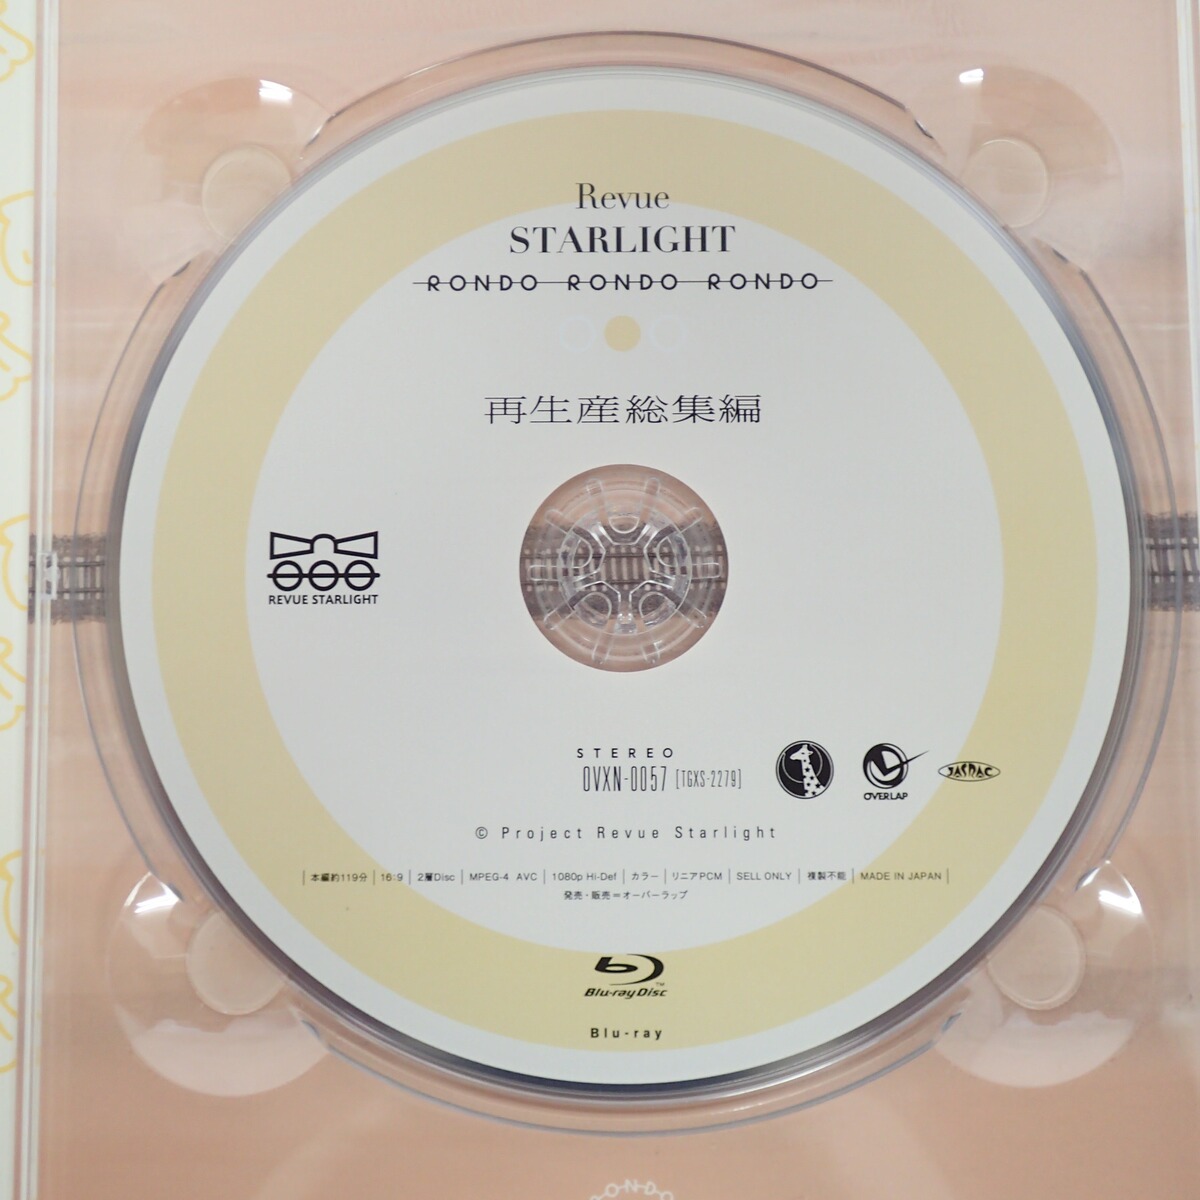 Revue
STARLIGHT
RONDO RONDO RONDO
再生産総集編
REVUE STARLIGHT
STEREO
OVXN-0057 [TGXS-2279]
OVERLAP
JASRAC
© Project Revue Starlight
本編約119分 | 16:9 | 2層Disc | MPEG-4 AVC | 1080p Hi-Def | カラー | リニアPCM | SELL ONLY | 複製不能 | MADE IN JAPAN
発売・販売=オーバーラップ
Blu-ray Disc™
Blu-ray